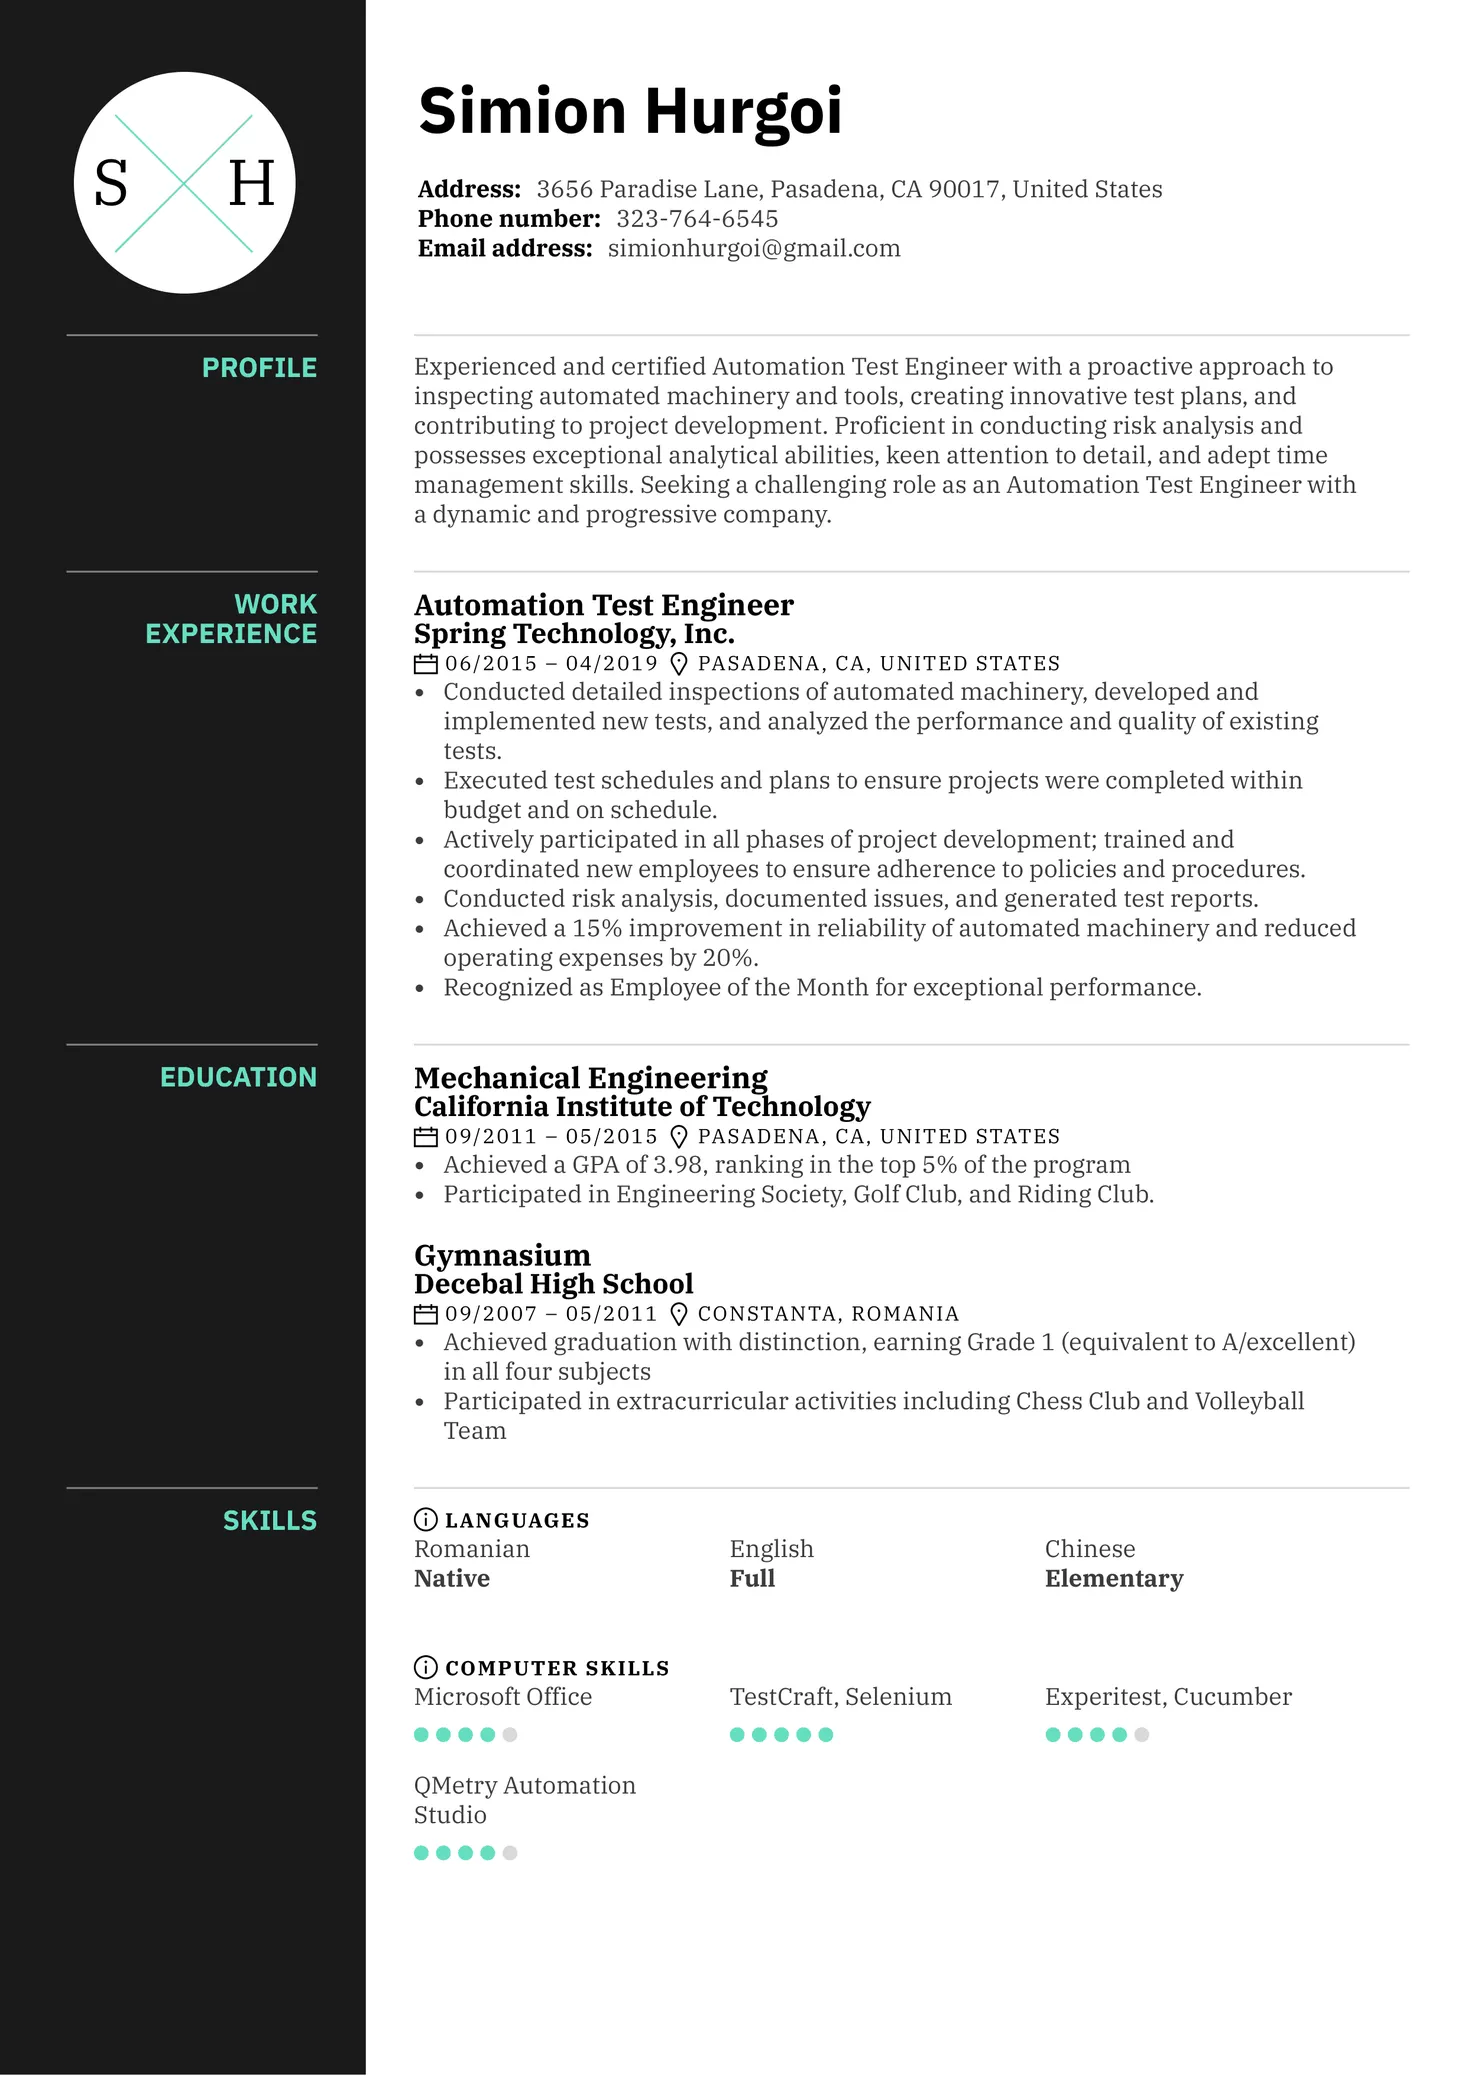 S H
Simion Hurgoi
Address: 3656 Paradise Lane, Pasadena, CA 90017, United States
Phone number: 323-764-6545
Email address: simionhurgoi@gmail.com
PROFILE
Experienced and certified Automation Test Engineer with a proactive approach to
inspecting automated machinery and tools, creating innovative test plans, and
contributing to project development. Proficient in conducting risk analysis and
possesses exceptional analytical abilities, keen attention to detail, and adept time
management skills. Seeking a challenging role as an Automation Test Engineer with
a dynamic and progressive company.
WORK
EXPERIENCE
Automation Test Engineer
Spring Technology, Inc.
06/2015 – 04/2019 PASADENA, CA, UNITED STATES
• Conducted detailed inspections of automated machinery, developed and
implemented new tests, and analyzed the performance and quality of existing
tests.
• Executed test schedules and plans to ensure projects were completed within
budget and on schedule.
• Actively participated in all phases of project development; trained and
coordinated new employees to ensure adherence to policies and procedures.
• Conducted risk analysis, documented issues, and generated test reports.
• Achieved a 15% improvement in reliability of automated machinery and reduced
operating expenses by 20%.
• Recognized as Employee of the Month for exceptional performance.
EDUCATION
Mechanical Engineering
California Institute of Technology
09/2011 – 05/2015 PASADENA, CA, UNITED STATES
• Achieved a GPA of 3.98, ranking in the top 5% of the program
• Participated in Engineering Society, Golf Club, and Riding Club.
Gymnasium
Decebal High School
09/2007 – 05/2011 CONSTANTA, ROMANIA
• Achieved graduation with distinction, earning Grade 1 (equivalent to A/excellent)
in all four subjects
• Participated in extracurricular activities including Chess Club and Volleyball
Team
SKILLS
LANGUAGES
Romanian English Chinese
Native Full Elementary
COMPUTER SKILLS
Microsoft Office TestCraft, Selenium Experitest, Cucumber
QMetry Automation
Studio